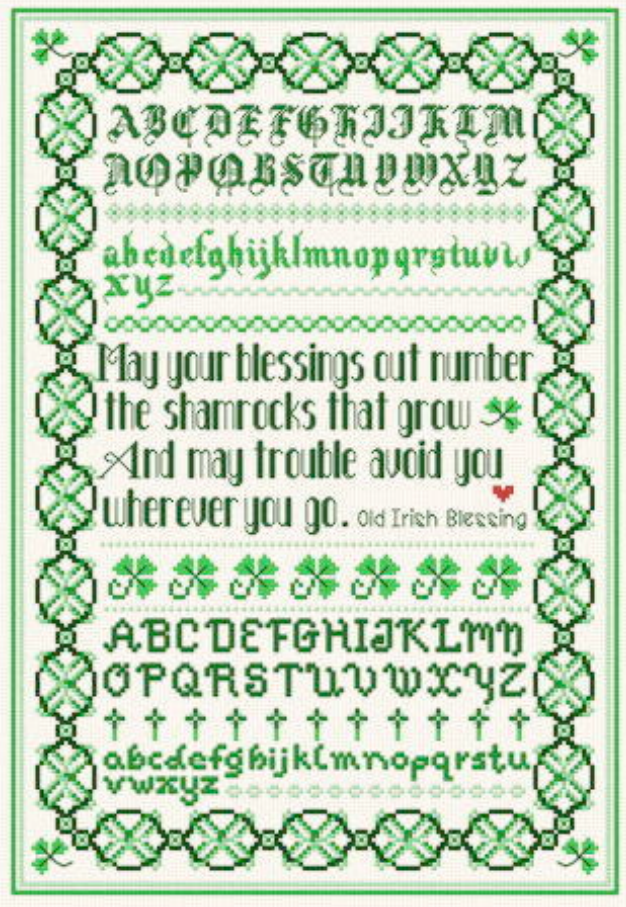 ABCDEFGHIJKLM
NOPQRSTUVWXYZ
abcdefghijklmnopqrstuvw
xyz
May your blessings out number
the shamrocks that grow
And may trouble avoid you
wherever you go. Old Irish Blessing
ABCDEFGHIJKLMN
OPQRSTUVWXYZ
abcdefghijklmnopqrstu
vwxyz